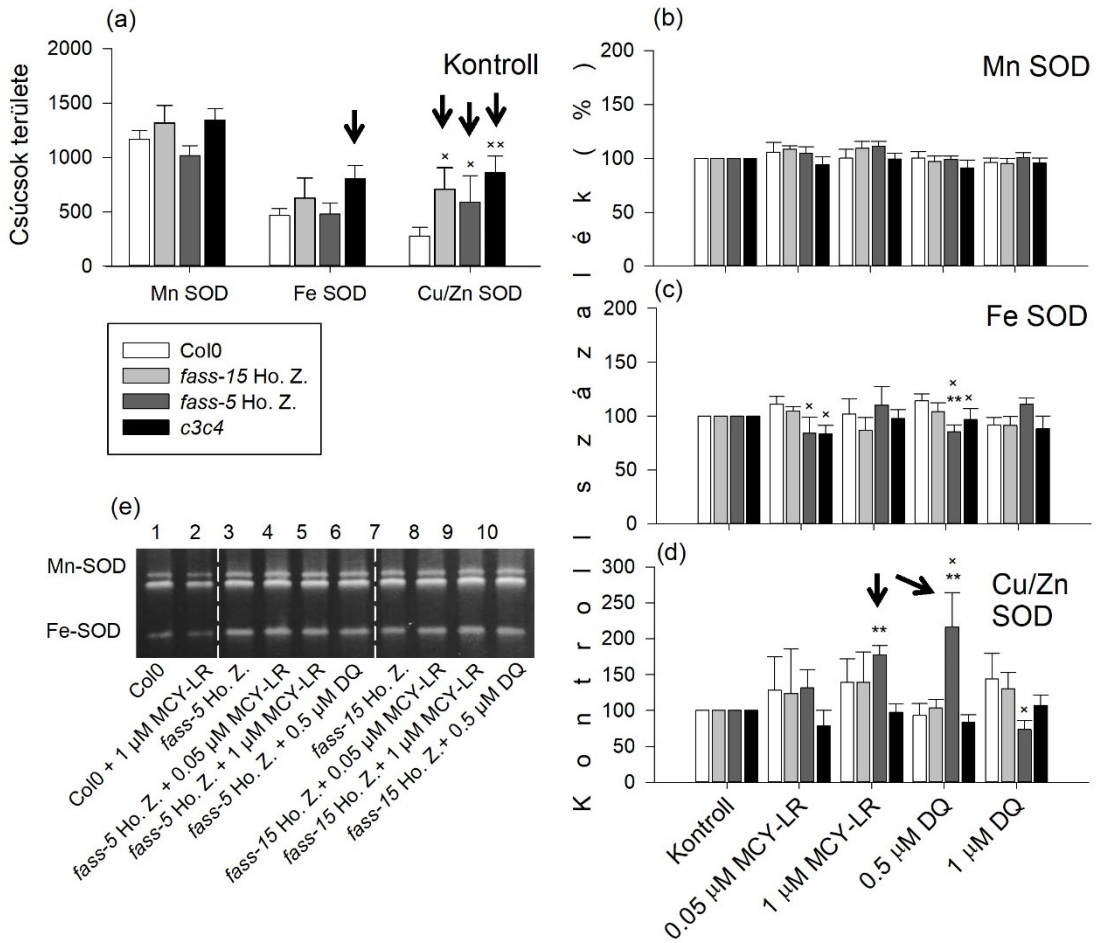 (a)
Csúcsok területe
2000
1500
1000
500
0
Kontroll
×
×
××
Mn SOD
Fe SOD
Cu/Zn SOD
Col0
fass-15 Ho. Z.
fass-5 Ho. Z.
c3c4
(e)
1 2 3 4 5 6 7 8 9 10
Mn-SOD
Fe-SOD
Col0
Col0 + 1 µM MCY-LR
fass-5 Ho. Z.
fass-5 Ho. Z. + 0.05 µM MCY-LR
fass-5 Ho. Z. + 1 µM MCY-LR
fass-5 Ho. Z. + 0.5 µM DQ
fass-15 Ho. Z.
fass-15 Ho. Z.+ 0.05 µM MCY-LR
fass-15 Ho. Z.+ 1 µM MCY-LR
fass-15 Ho. Z.+ 0.5 µM DQ
Kontroll százalék (%)
(b)
200
150
100
50
0
Mn SOD
(c)
200
150
100
50
0
Fe SOD
×
×
×
**
×
(d)
300
250
200
150
100
50
0
Cu/Zn
SOD
**
×
**
×
Kontroll
0.05 µM MCY-LR
1 µM MCY-LR
0.5 µM DQ
1 µM DQ